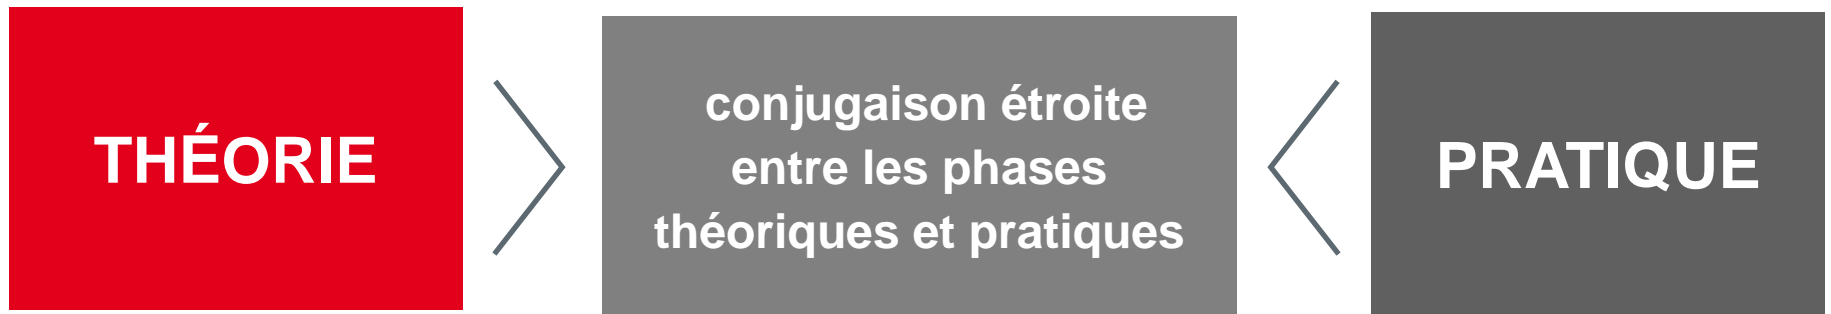 THÉORIE
conjugaison étroite
entre les phases
théoriques et pratiques
PRATIQUE